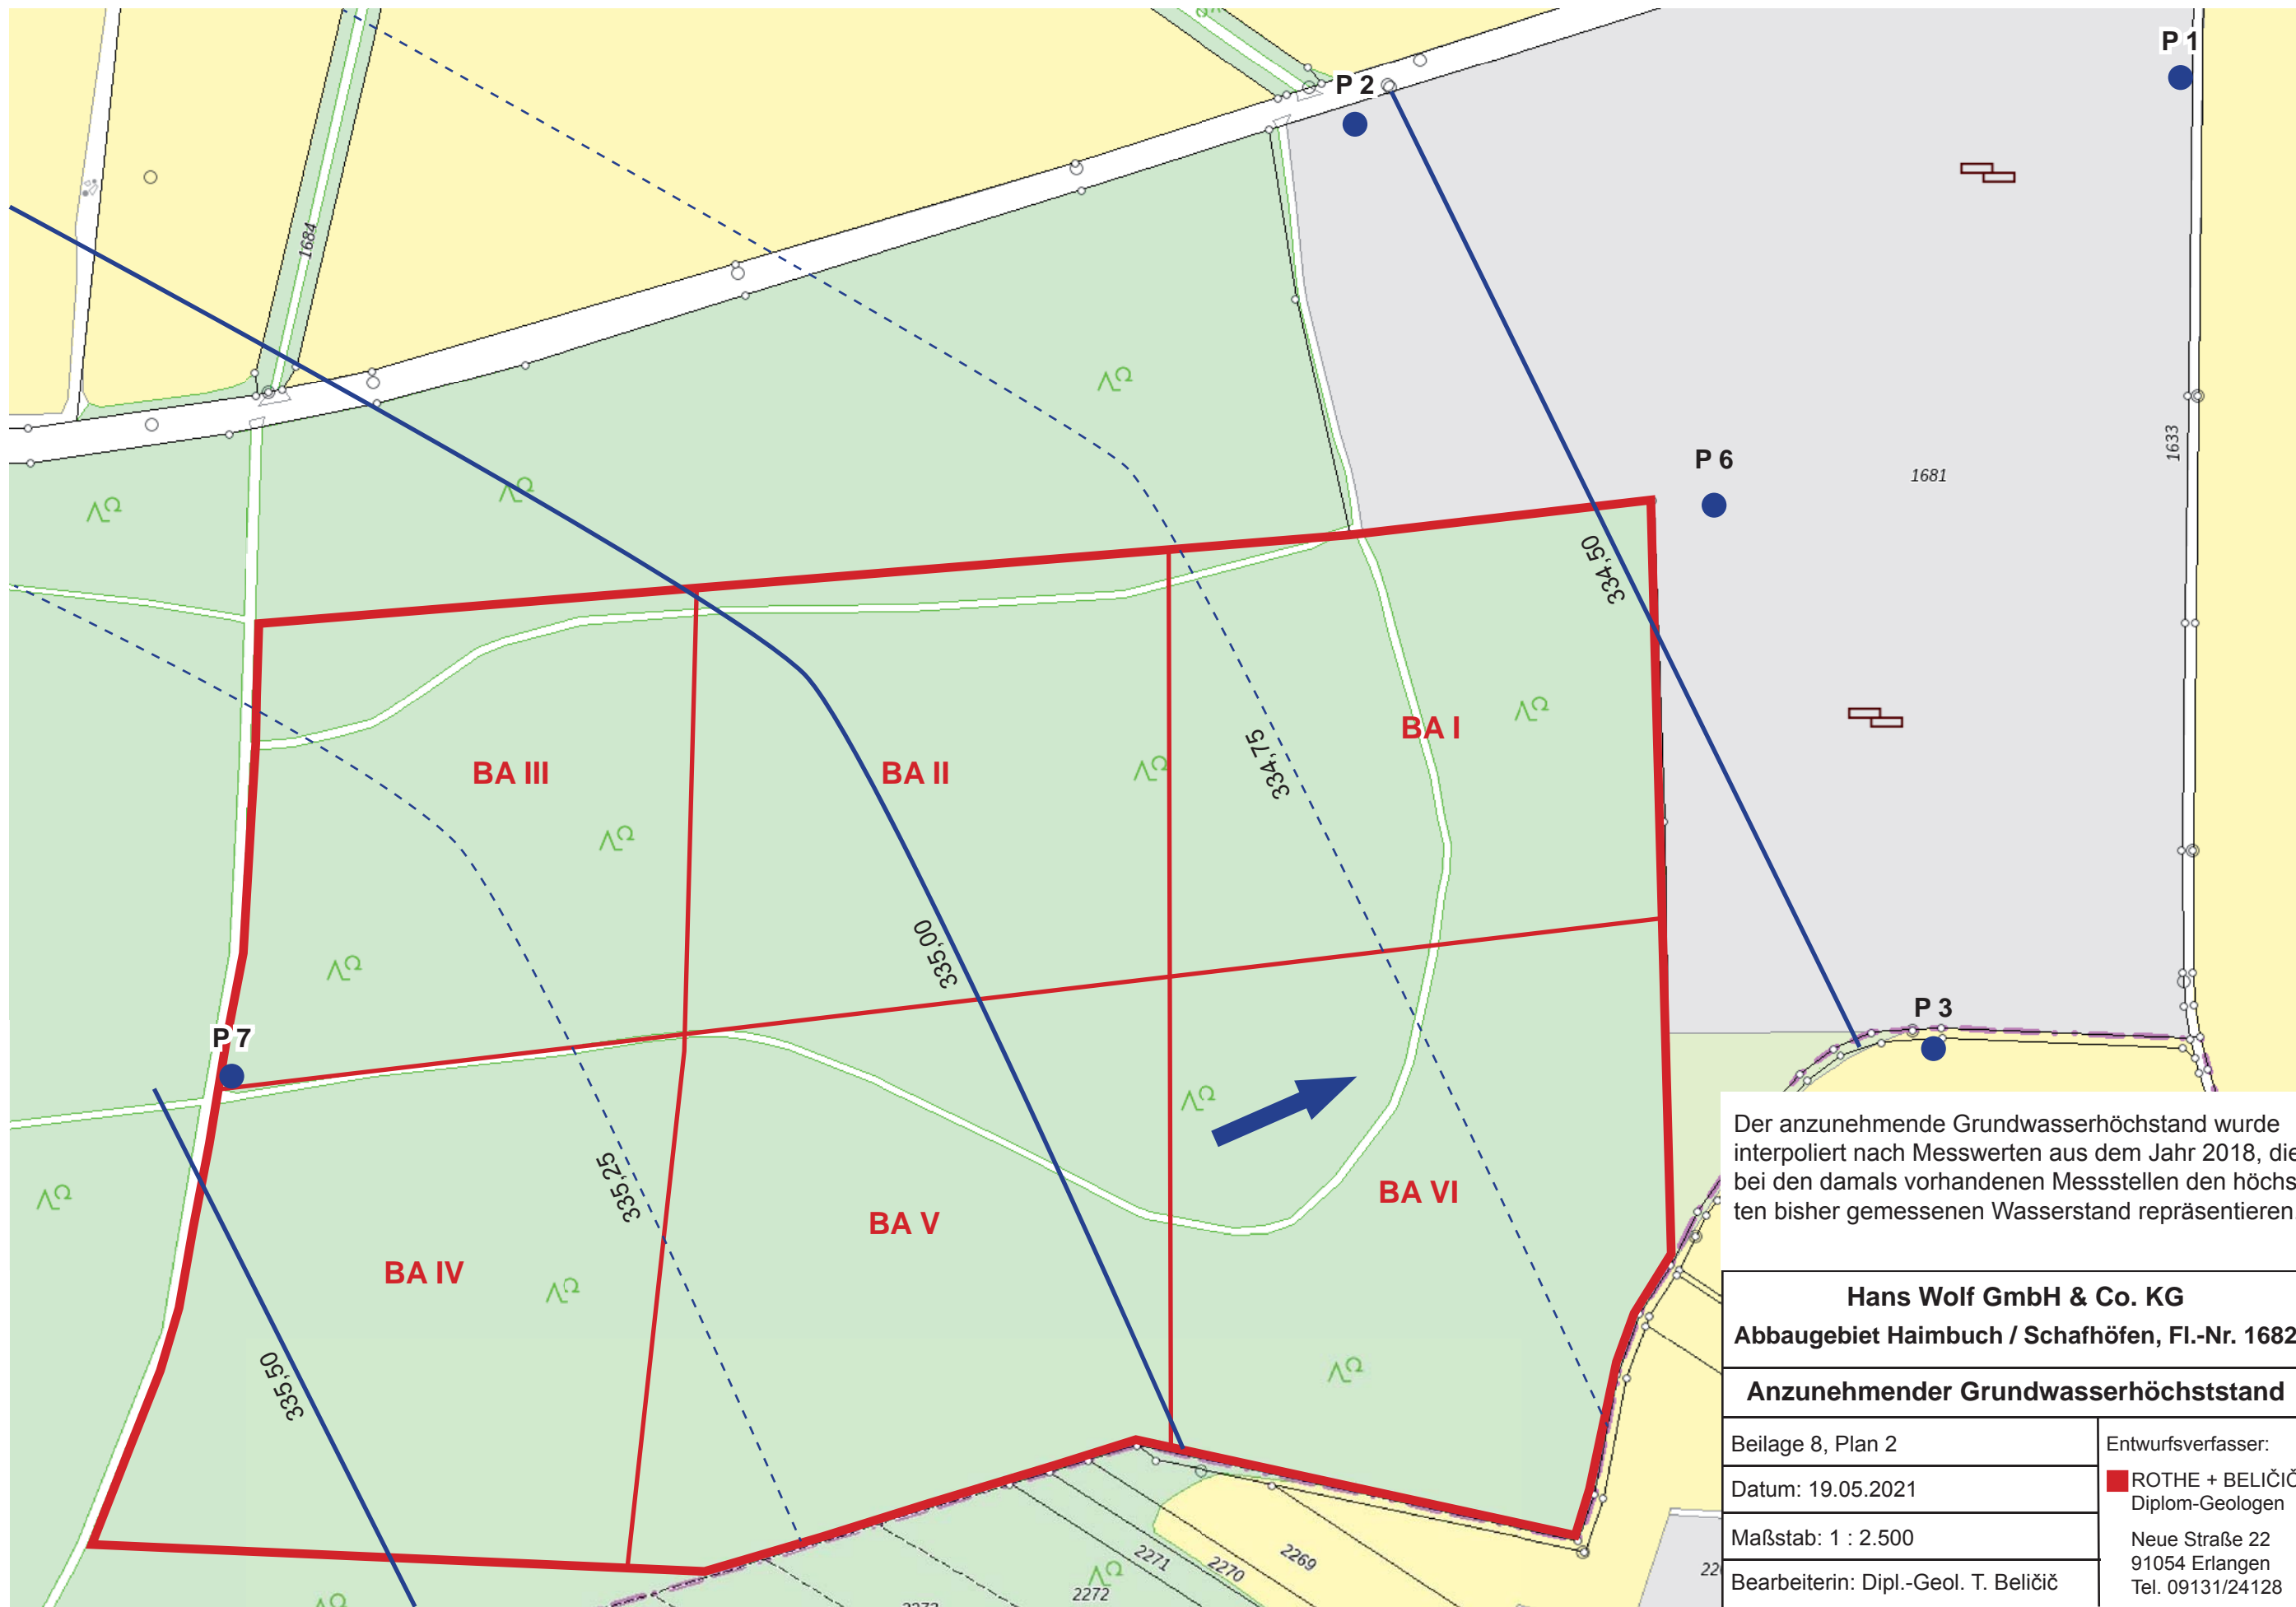 P 1
P 2
1684
P 6
1681
1633
334,50
BA I
334,75
BA III
BA II
335,00
P 7
P 3
335,25
BA VI
BA V
BA IV
335,50
2271
2270
2269
2272
Der anzunehmende Grundwasserhöchstand wurde
interpoliert nach Messwerten aus dem Jahr 2018, die
bei den damals vorhandenen Messstellen den höchs
ten bisher gemessenen Wasserstand repräsentieren
Hans Wolf GmbH & Co. KG
Abbaugebiet Haimbuch / Schafhöfen, Fl.-Nr. 1682
Anzunehmender Grundwasserhöchststand
Beilage 8, Plan 2
Datum: 19.05.2021
Maßstab: 1 : 2.500
Bearbeiterin: Dipl.-Geol. T. Beličič
Entwurfsverfasser:
ROTHE + BELIČIČ
Diplom-Geologen
Neue Straße 22
91054 Erlangen
Tel. 09131/24128